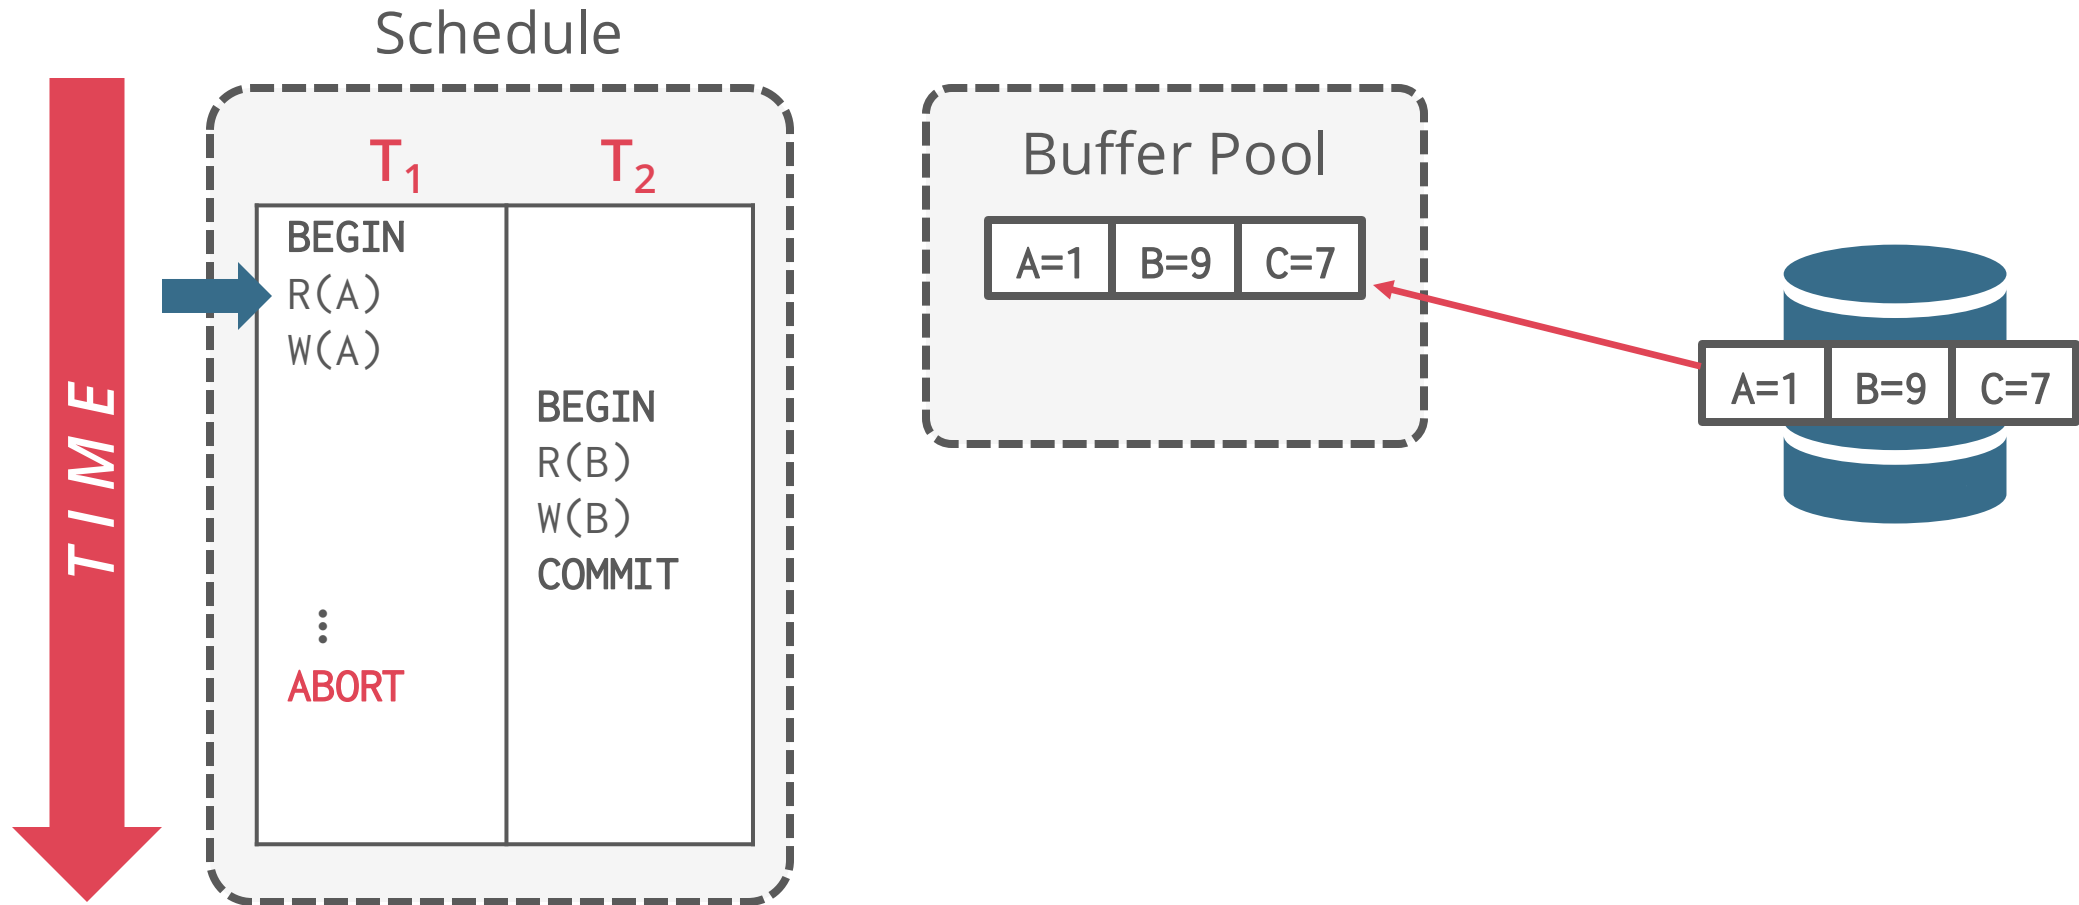 Schedule
TIME
T1 T2
BEGIN
R(A)
W(A)
BEGIN
R(B)
W(B)
COMMIT
⋮
ABORT
Buffer Pool
A=1 B=9 C=7
A=1 B=9 C=7